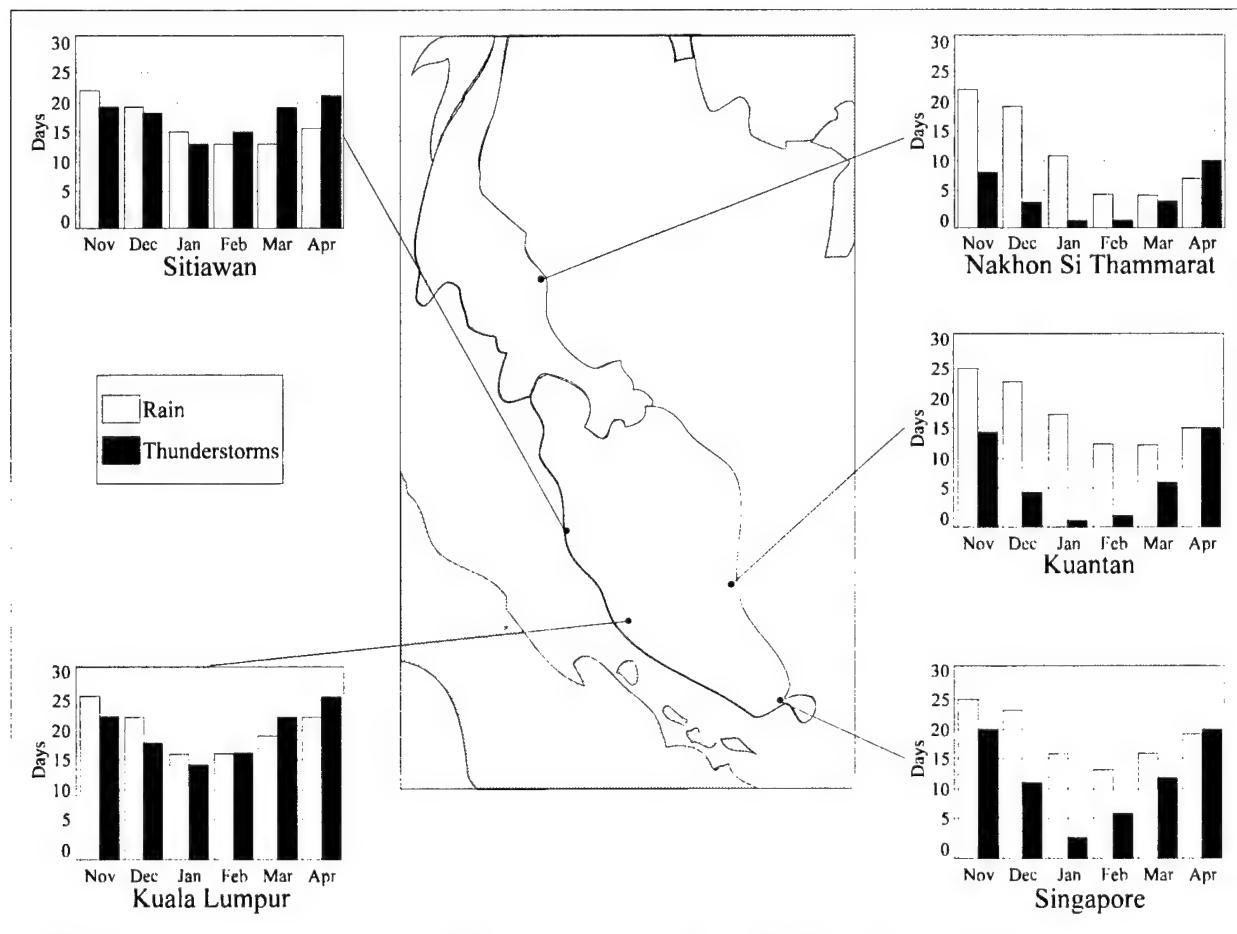 30
25
20
15
10
5
0
Days
Nov Dec Jan Feb Mar Apr
Sitiawan
30
25
20
15
10
5
0
Days
Nov Dec Jan Feb Mar Apr
Nakhon Si Thammarat
Rain
Thunderstorms
30
25
20
15
10
5
0
Days
Nov Dec Jan Feb Mar Apr
Kuantan
30
25
20
15
10
5
0
Days
Nov Dec Jan Feb Mar Apr
Kuala Lumpur
30
25
20
15
10
5
0
Days
Nov Dec Jan Feb Mar Apr
Singapore